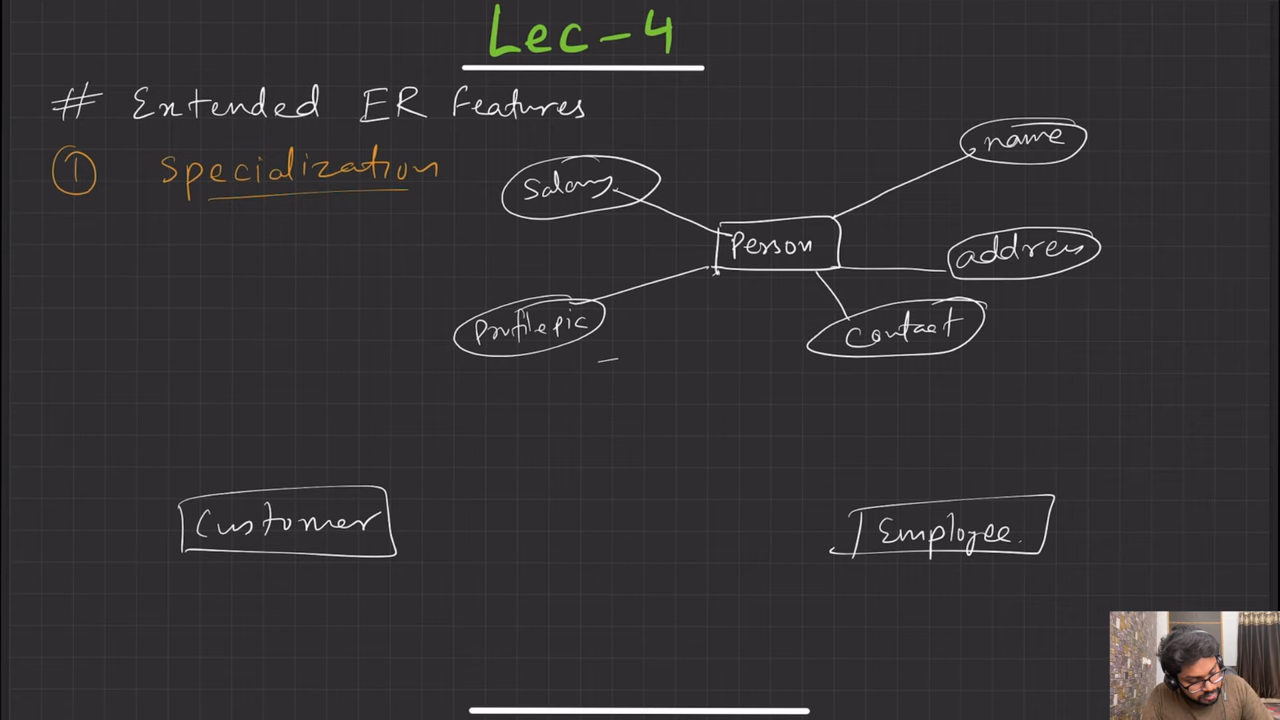 Lec-4
# Extended ER Features
① Specialization
name
Salary
Person
address
Profilepic
Contact
Customer
Employee.